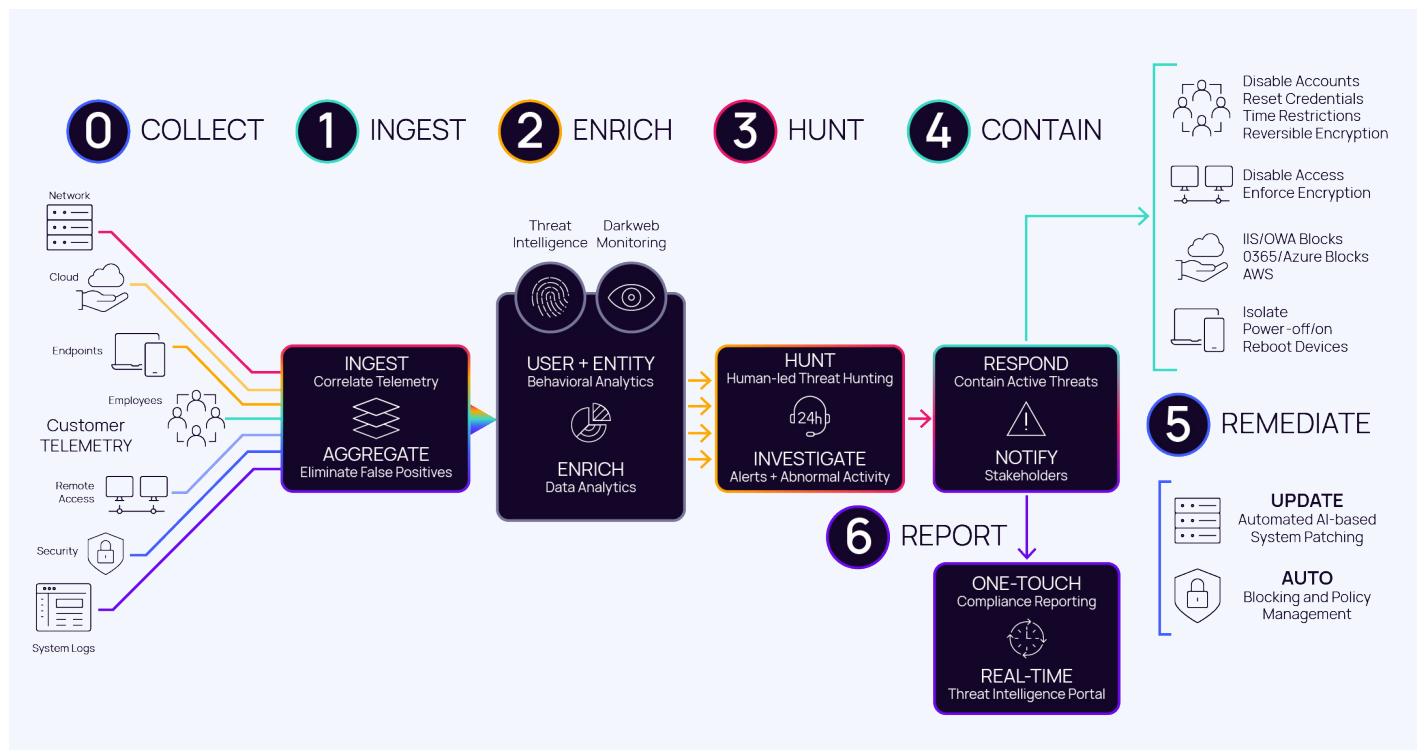 0 COLLECT
1 INGEST
2 ENRICH
3 HUNT
4 CONTAIN
Network
Cloud
Endpoints
Employees
Customer
TELEMETRY
Remote
Access
Security
System Logs
INGEST
Correlate Telemetry
AGGREGATE
Eliminate False Positives
Threat
Intelligence
Darkweb
Monitoring
USER + ENTITY
Behavioral Analytics
ENRICH
Data Analytics
HUNT
Human-led Threat Hunting
24h
INVESTIGATE
Alerts + Abnormal Activity
RESPOND
Contain Active Threats
NOTIFY
Stakeholders
Disable Accounts
Reset Credentials
Time Restrictions
Reversible Encryption
Disable Access
Enforce Encryption
IIS/OWA Blocks
0365/Azure Blocks
AWS
Isolate
Power-off/on
Reboot Devices
5 REMEDIATE
UPDATE
Automated AI-based
System Patching
AUTO
Blocking and Policy
Management
6 REPORT
ONE-TOUCH
Compliance Reporting
REAL-TIME
Threat Intelligence Portal